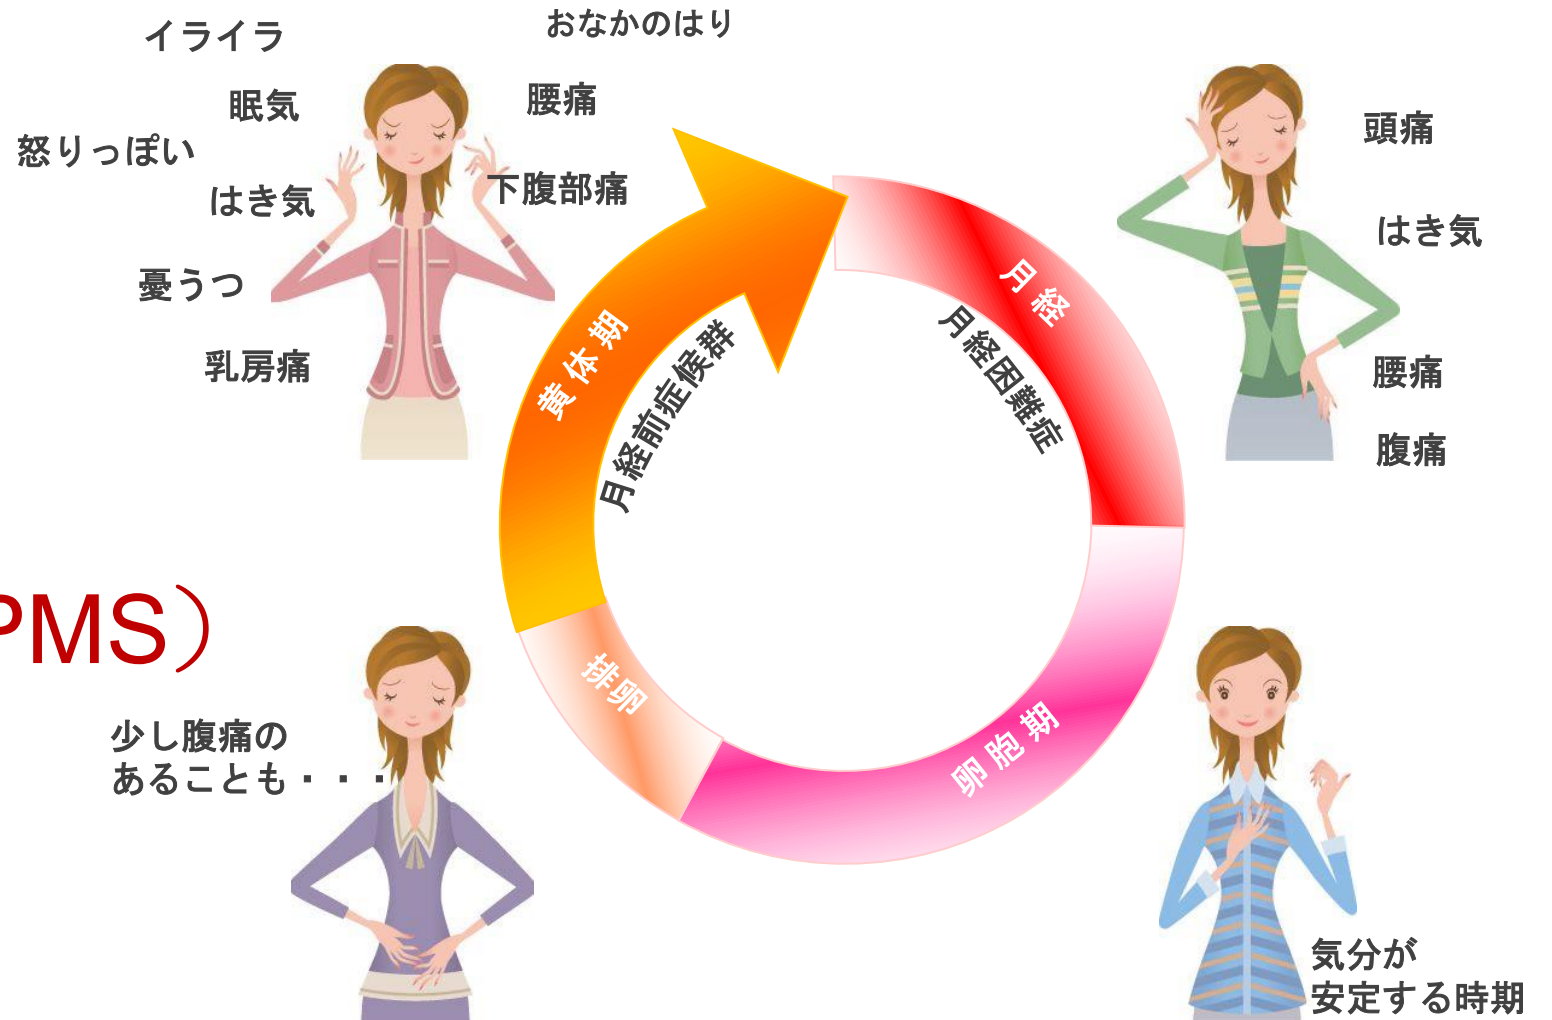 イライラ
おなかのはり
眠気
腰痛
怒りっぽい
はき気
下腹部痛
憂うつ
乳房痛
頭痛
はき気
腰痛
腹痛
月経
月経困難症
黄体期
月経前症候群
PMS）
排卵
卵胞期
少し腹痛の
あることも・・・
気分が
安定する時期